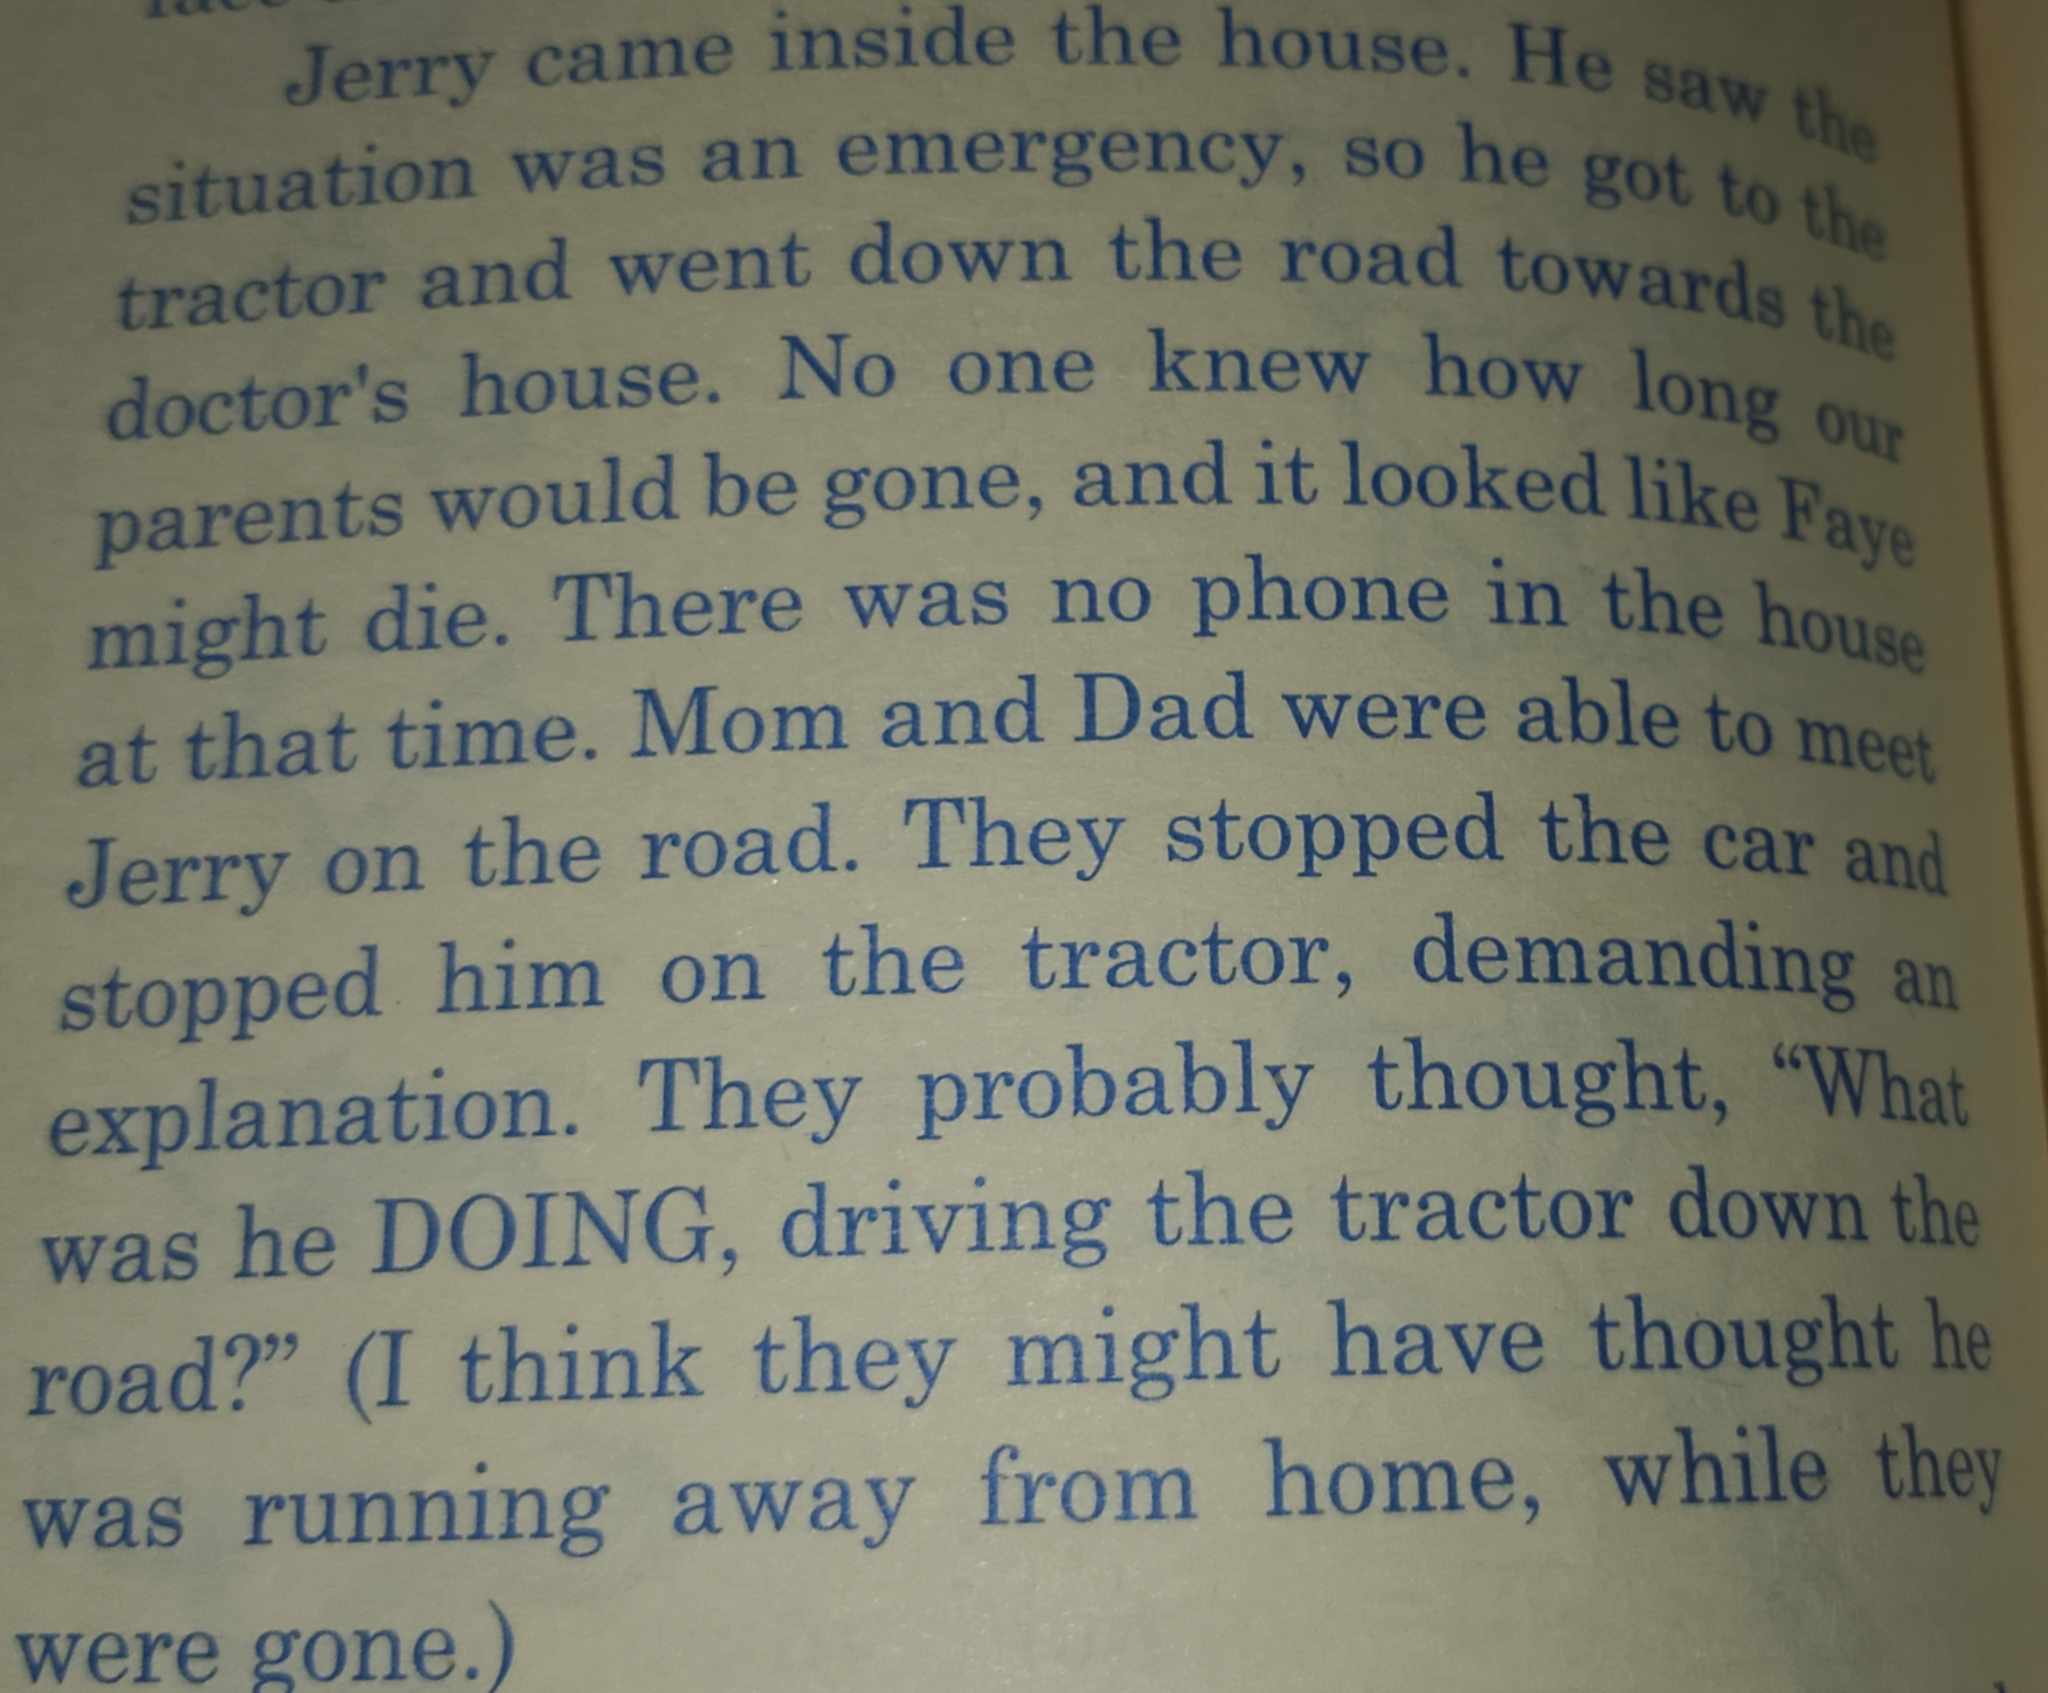 Jerry came inside the house. He saw the
situation was an emergency, so he got to the
tractor and went down the road towards the
doctor's house. No one knew how long our
parents would be gone, and it looked like Faye
might die. There was no phone in the house
at that time. Mom and Dad were able to meet
Jerry on the road. They stopped the car and
stopped him on the tractor, demanding an
explanation. They probably thought, “What
was he DOING, driving the tractor down the
road?” (I think they might have thought he
was running away from home, while they
were gone.)